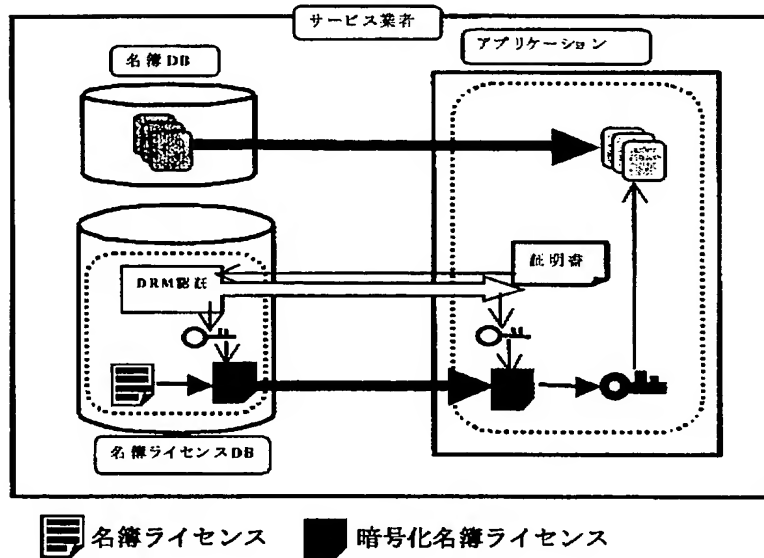 サービス業者
名簿DB
アプリケーション
DRM認証
証明書
名簿ライセンスDB
名簿ライセンス
暗号化名簿ライセンス